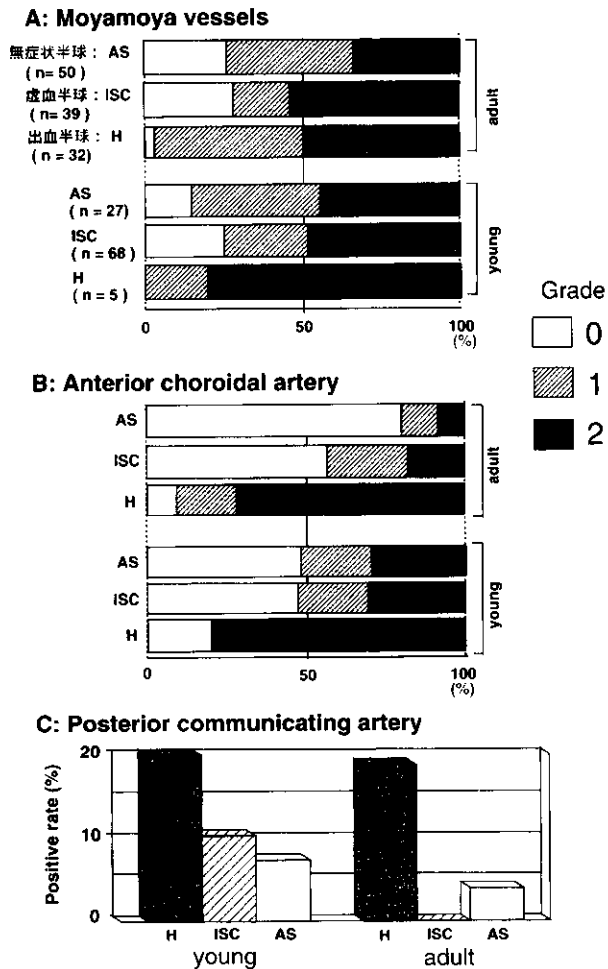 A: Moyamoya vessels
無症状半球： AS
( n= 50 )
虚血半球： ISC
( n= 39 )
出血半球： H
( n = 32 )
adult
AS
( n = 27 )
ISC
( n = 68 )
H
( n = 5 )
young
0 50 100
(%)
Grade
0
1
2
B: Anterior choroidal artery
AS
ISC
H
adult
AS
ISC
H
young
0 50 100
(%)
C: Posterior communicating artery
Positive rate (%)
20
10
0
H ISC AS H ISC AS
young adult